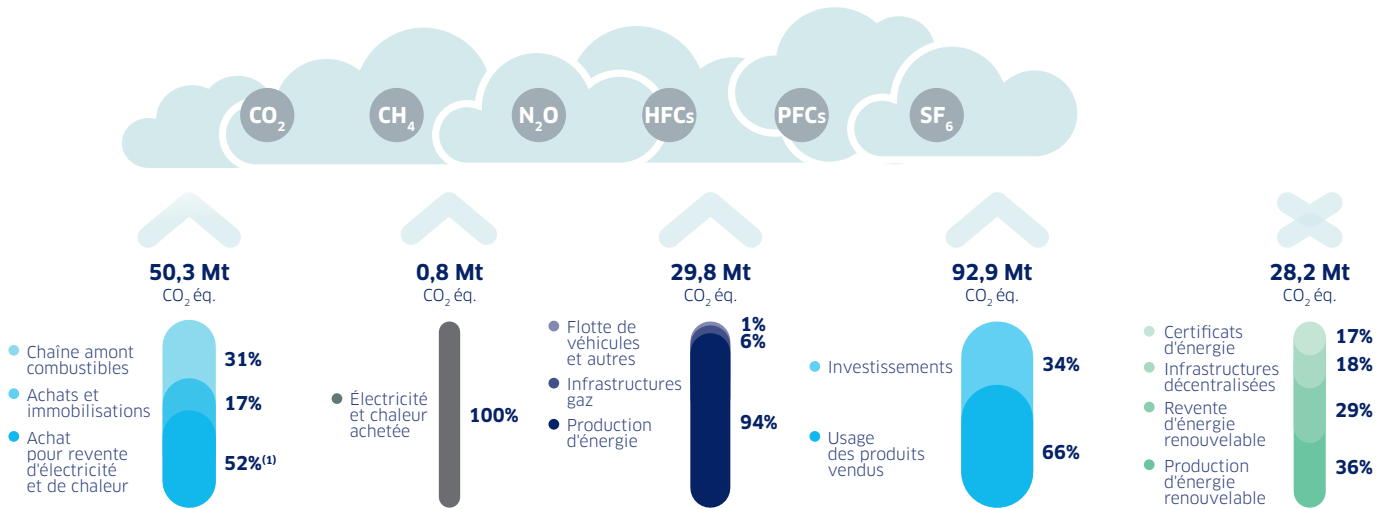 CO2
CH4
N2O
HFCs
PFCs
SF6
50,3 Mt
CO2 éq.
Chaîne amont
combustibles
31%
Achats et
immobilisations
17%
Achat
pour revente
d'électricité
et de chaleur
52%(1)
0,8 Mt
CO2 éq.
Électricité
et chaleur
achetée
100%
29,8 Mt
CO2 éq.
Flotte de
véhicules
et autres
1%
Infrastructures
gaz
6%
Production
d'énergie
94%
92,9 Mt
CO2 éq.
Investissements
34%
Usage
des produits
vendus
66%
28,2 Mt
CO2 éq.
Certificats
d'énergie
17%
Infrastructures
décentralisées
18%
Revente
d'énergie
renouvelable
29%
Production
d'énergie
renouvelable
36%